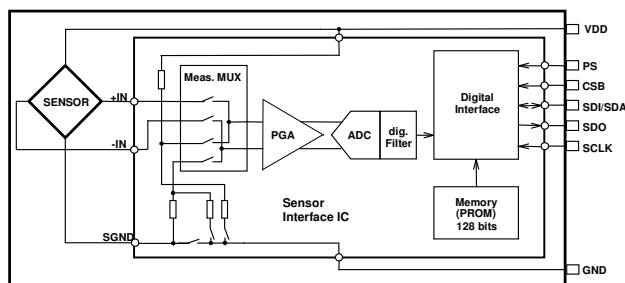 VDD
PS
Meas. MUX
SENSOR
+IN
Digital
Interface
CSB
SDI/SDA
PGA
ADC
dig.
Filter
SDO
-IN
SCLK
Sensor
Interface IC
Memory
(PROM)
128 bits
SGND
GND